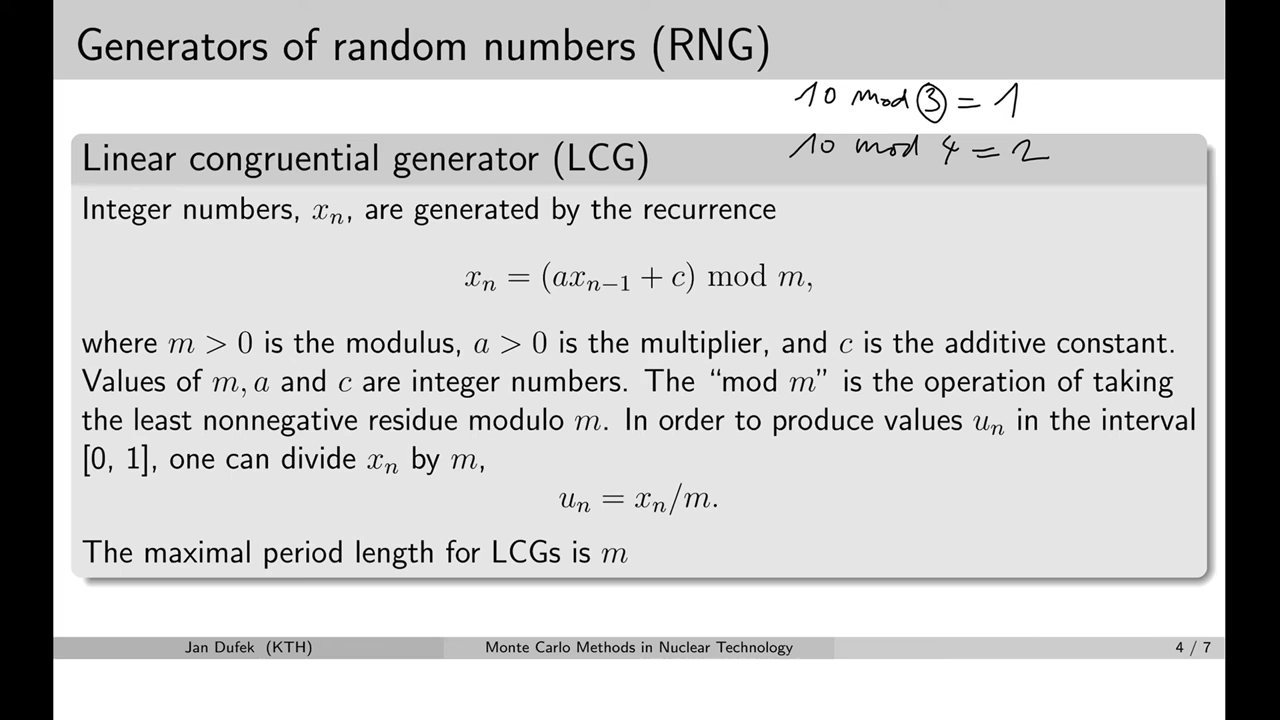 Generators of random numbers (RNG)
10 mod 3 = 1
10 mod 4 = 2
Linear congruential generator (LCG)
Integer numbers, xₙ, are generated by the recurrence
xₙ = (axₙ₋₁ + c) mod m,
where m > 0 is the modulus, a > 0 is the multiplier, and c is the additive constant.
Values of m, a and c are integer numbers. The “mod m” is the operation of taking
the least nonnegative residue modulo m. In order to produce values uₙ in the interval
[0, 1], one can divide xₙ by m,
uₙ = xₙ/m.
The maximal period length for LCGs is m
Jan Dufek (KTH) Monte Carlo Methods in Nuclear Technology 4 / 7